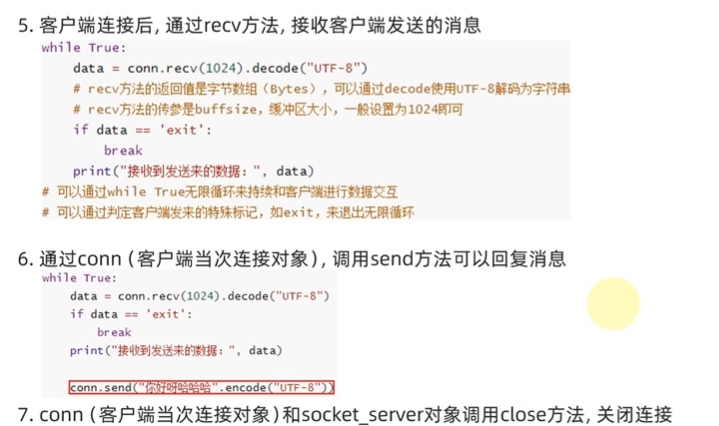 5. 客户端连接后, 通过recv方法, 接收客户端发送的消息
while True:
data = conn.recv(1024).decode("UTF-8")
# recv方法的返回值是字节数组（Bytes），可以通过decode使用UTF-8解码为字符串
# recv方法的传参是buffsize，缓冲区大小，一般设置为1024即可
if data == 'exit':
break
print("接收到发送来的数据：", data)
# 可以通过while True无限循环来持续和客户端进行数据交互
# 可以通过判定客户端发来的特殊标记，如exit，来退出无限循环
6. 通过conn（客户端当次连接对象）, 调用send方法可以回复消息
while True:
data = conn.recv(1024).decode("UTF-8")
if data == 'exit':
break
print("接收到发送来的数据：", data)
conn.send("你好呀哈哈哈".encode("UTF-8"))
7. conn（客户端当次连接对象）和socket_server对象调用close方法, 关闭连接